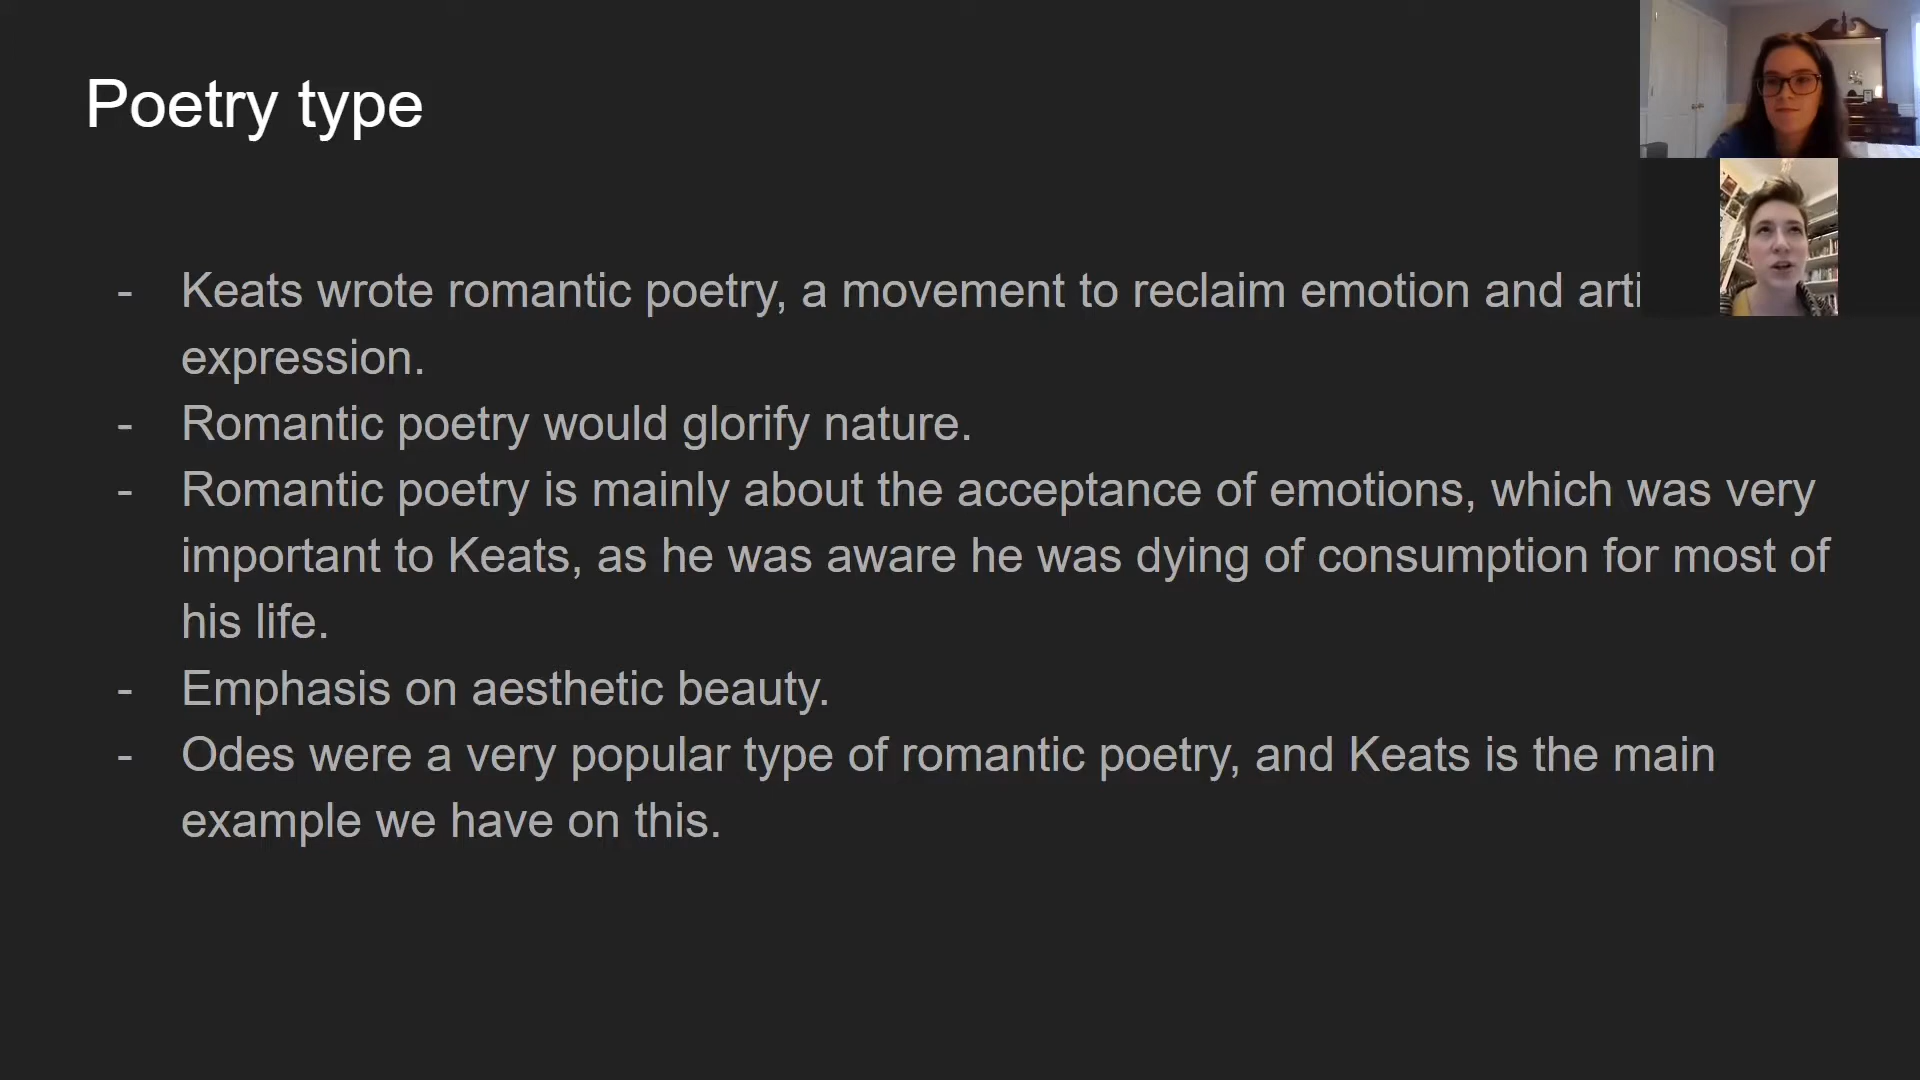 Poetry type
- Keats wrote romantic poetry, a movement to reclaim emotion and arti
expression.
- Romantic poetry would glorify nature.
- Romantic poetry is mainly about the acceptance of emotions, which was very
important to Keats, as he was aware he was dying of consumption for most of
his life.
- Emphasis on aesthetic beauty.
- Odes were a very popular type of romantic poetry, and Keats is the main
example we have on this.